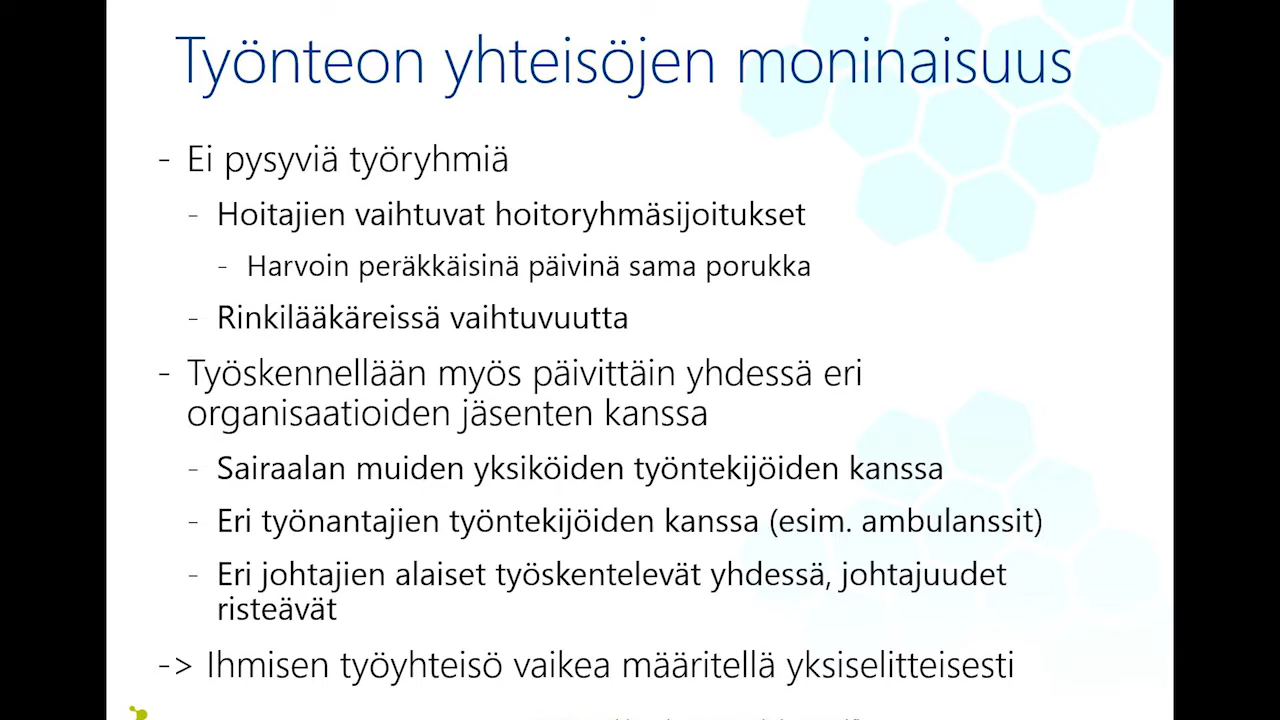 Työnteon yhteisöjen moninaisuus
- Ei pysyviä työryhmiä
- Hoitajien vaihtuvat hoitoryhmäsijoitukset
- Harvoin peräkkäisinä päivinä sama porukka
- Rinkilääkäreissä vaihtuvuutta
- Työskennellään myös päivittäin yhdessä eri
organisaatioiden jäsenten kanssa
- Sairaalan muiden yksiköiden työntekijöiden kanssa
- Eri työnantajien työntekijöiden kanssa (esim. ambulanssit)
- Eri johtajien alaiset työskentelevät yhdessä, johtajuudet
risteävät
-> Ihmisen työyhteisö vaikea määritellä yksiselitteisesti